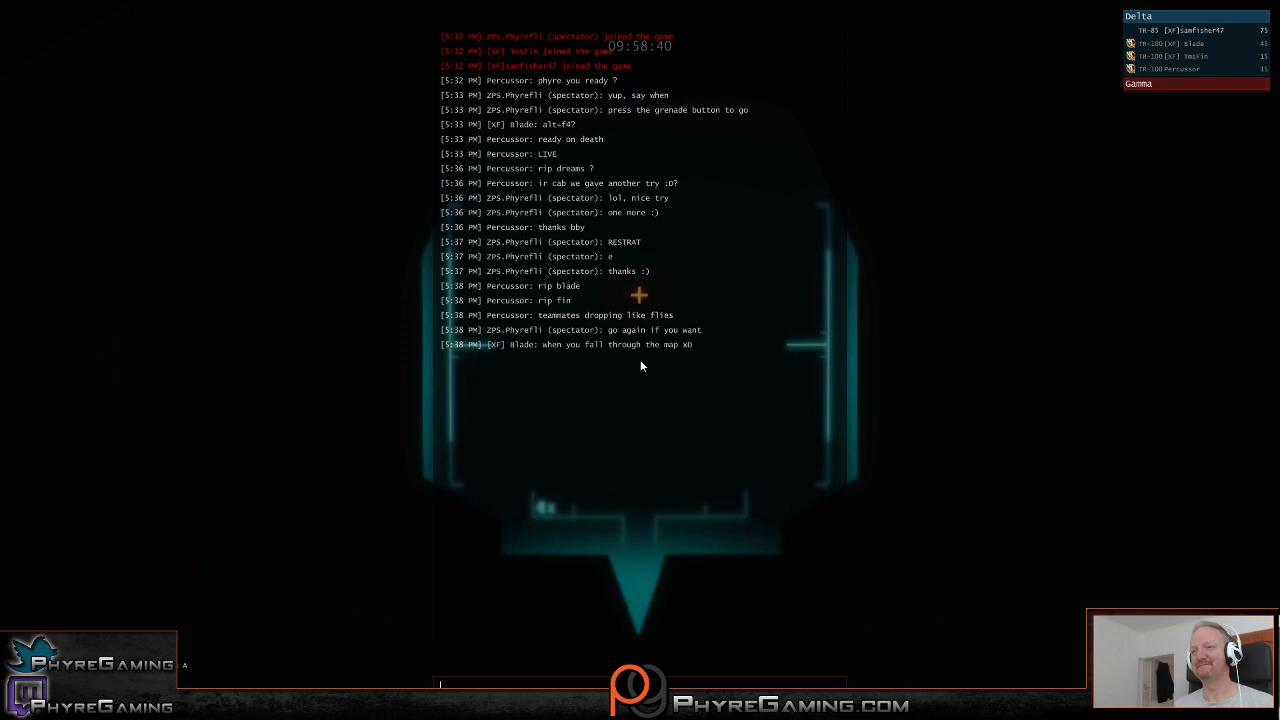 [5:32 PM] ZPS.Phyrefli (spectator) joined the game
09:58:40
[5:32 PM] [XF] TmsFin joined the game
[5:32 PM] [XF]samfisher47 joined the game
[5:32 PM] Percussor: phyre you ready ?
[5:33 PM] ZPS.Phyrefli (spectator): yup, say when
[5:33 PM] ZPS.Phyrefli (spectator): press the grenade button to go
[5:33 PM] [XF] Blade: alt+f4?
[5:33 PM] Percussor: ready on death
[5:33 PM] Percussor: LIVE
[5:36 PM] Percussor: rip dreams ?
[5:36 PM] Percussor: ir cab we gave another try :D?
[5:36 PM] ZPS.Phyrefli (spectator): lol, nice try
[5:36 PM] ZPS.Phyrefli (spectator): one more :)
[5:36 PM] Percussor: thanks bby
[5:37 PM] ZPS.Phyrefli (spectator): RESTRAT
[5:37 PM] ZPS.Phyrefli (spectator): e
[5:37 PM] ZPS.Phyrefli (spectator): thanks :)
[5:38 PM] Percussor: rip blade
[5:38 PM] Percussor: rip fin
[5:38 PM] Percussor: teammates dropping like flies
[5:38 PM] ZPS.Phyrefli (spectator): go again if you want
[5:38 PM] [XF] Blade: when you fall through the map xD
Delta
TR-85 [XF]samfisher47 75
TR-100 [XF] Blade 45
TR-100 [XF] TmsFin 15
TR-100 Percussor 15
Gamma
4x
PhyreGaming
A
PhyreGaming
PG
PhyreGaming.com